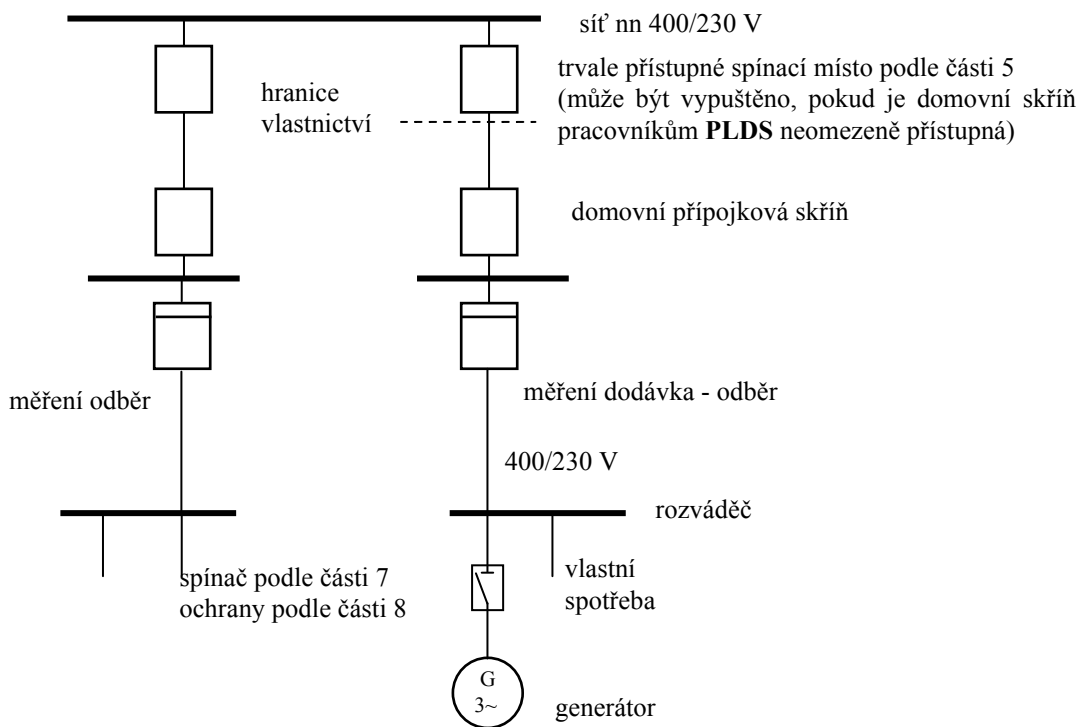 síť nn 400/230 V
trvale přístupné spínací místo podle části 5
(může být vypuštěno, pokud je domovní skříň
pracovníkům PLDS neomezeně přístupná)
hranice
vlastnictví
domovní přípojková skříň
měření odběr
měření dodávka - odběr
400/230 V
rozváděč
spínač podle části 7
ochrany podle části 8
vlastní
spotřeba
G
3~
generátor